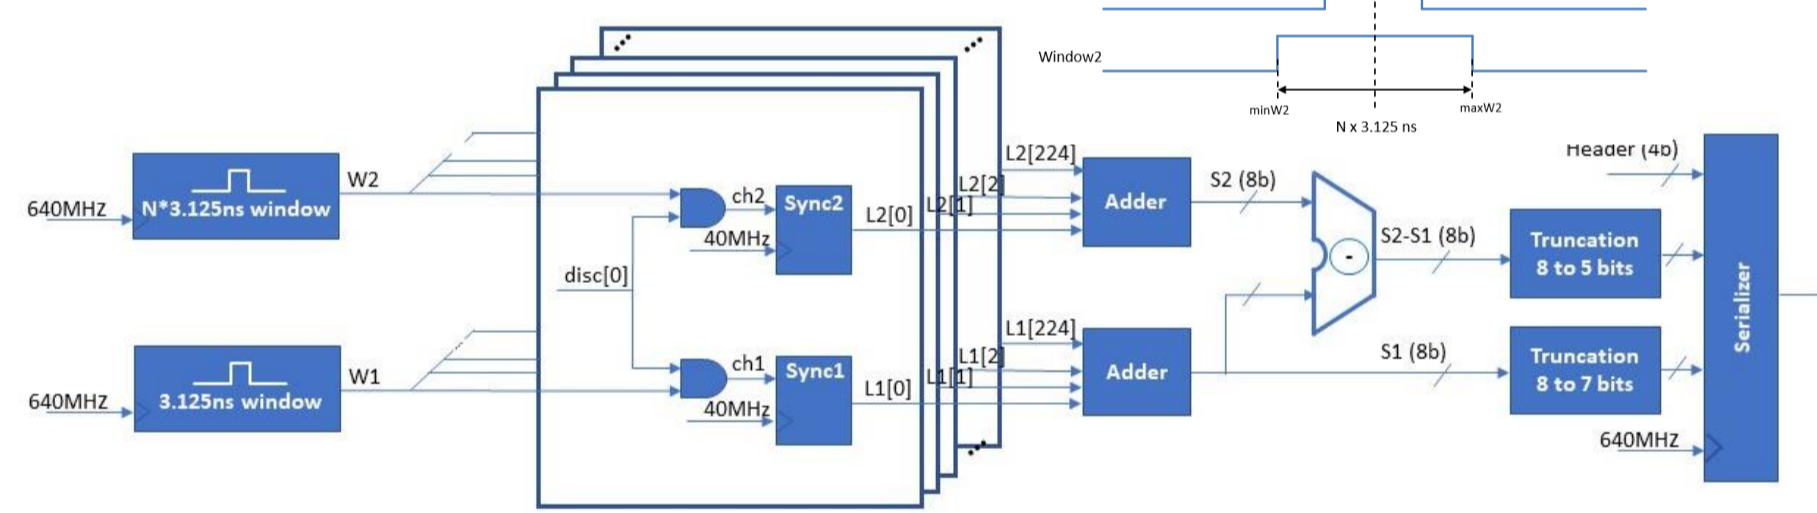 Window2
minW2
maxW2
N x 3.125 ns
640MHz
N*3.125ns window
W2
640MHz
3.125ns window
W1
disc[0]
ch2
40MHz
Sync2
ch1
40MHz
Sync1
L2[0]
L2[1]
L2[2]
L2[224]
L1[0]
L1[1]
L1[2]
L1[224]
Adder
S2 (8b)
Adder
-
S2-S1 (8b)
S1 (8b)
Header (4b)
Truncation
8 to 5 bits
Truncation
8 to 7 bits
640MHz
Serializer